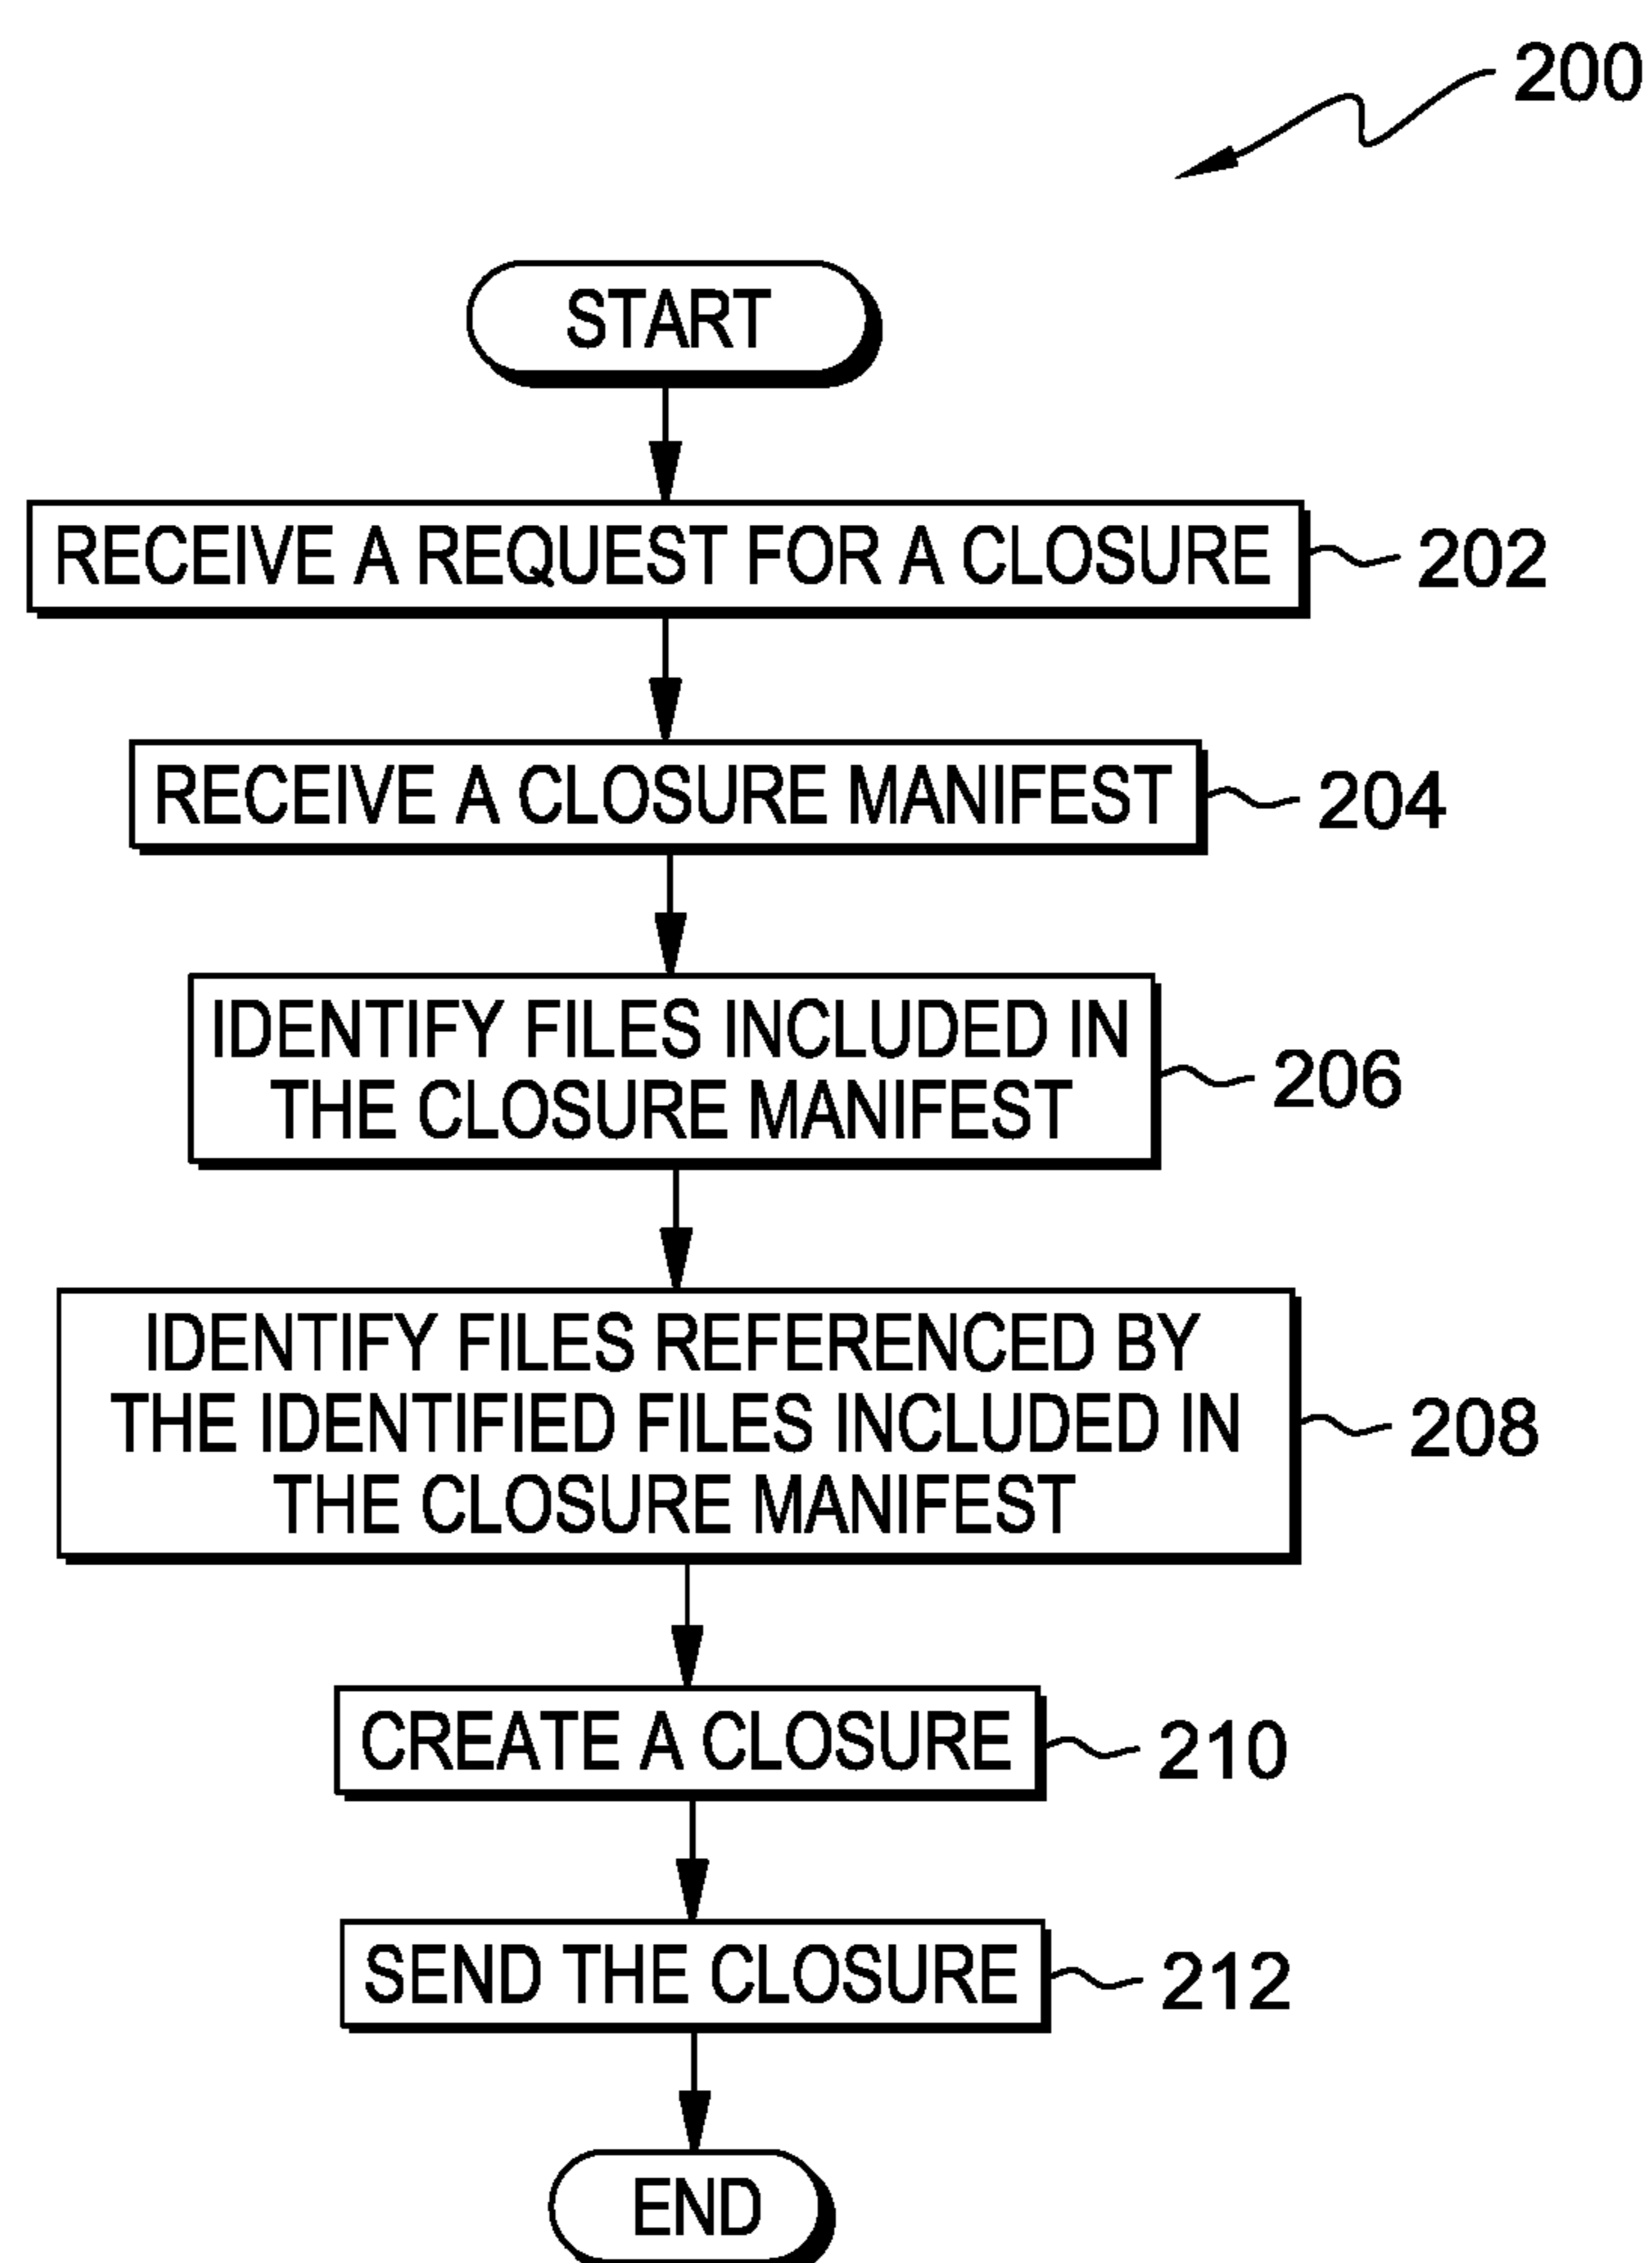 200
START
RECEIVE A REQUEST FOR A CLOSURE
202
RECEIVE A CLOSURE MANIFEST
204
IDENTIFY FILES INCLUDED IN
THE CLOSURE MANIFEST
206
IDENTIFY FILES REFERENCED BY
THE IDENTIFIED FILES INCLUDED IN
THE CLOSURE MANIFEST
208
CREATE A CLOSURE
210
SEND THE CLOSURE
212
END